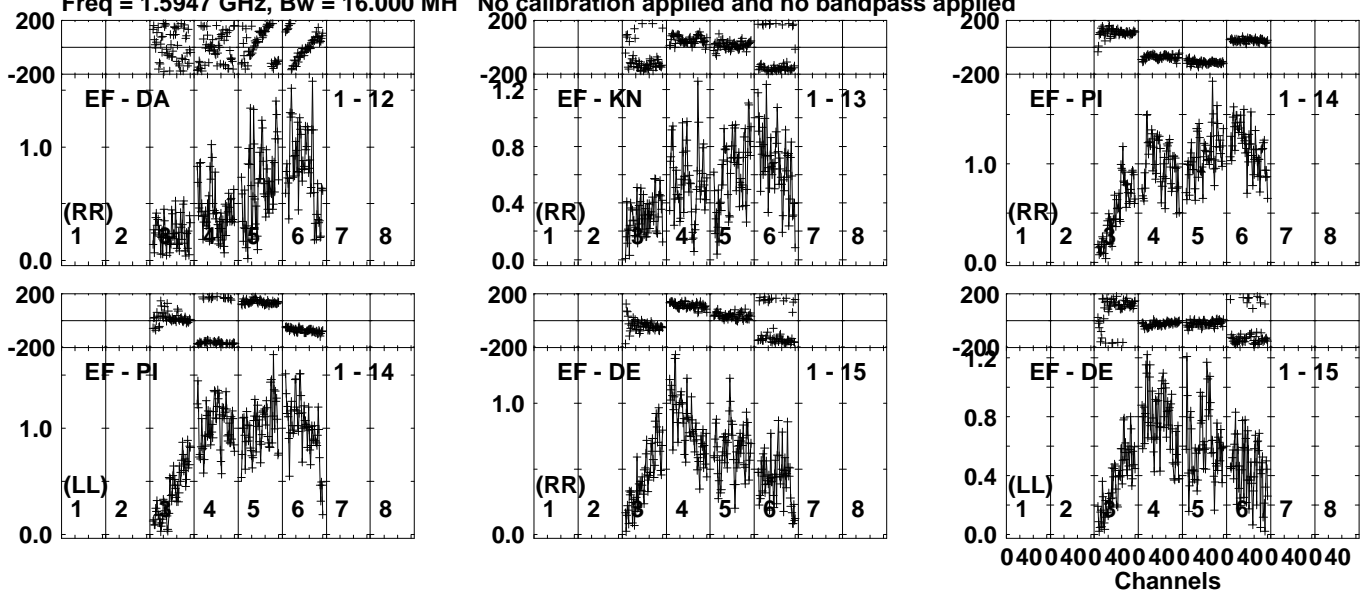 Freq = 1.5947 GHz, Bw = 16.000 MH No calibration applied and no bandpass applied
200
-200
EF - DA 1 - 12
1.0
(RR)
1 2 3 4 5 6 7 8
0.0
200
-200
1.2
EF - KN 1 - 13
0.8
0.4
(RR)
1 2 3 4 5 6 7 8
0.0
200
-200
EF - PI 1 - 14
1.0
(RR)
1 2 3 4 5 6 7 8
0.0
200
-200
EF - PI 1 - 14
1.0
(LL)
1 2 3 4 5 6 7 8
0.0
200
-200
EF - DE 1 - 15
1.0
(RR)
1 2 3 4 5 6 7 8
0.0
200
-200
1.2
EF - DE 1 - 15
0.8
0.4
(LL)
1 2 3 4 5 6 7 8
0.0
0 40 0 40 0 40 0 40 0 40 0 40 0 40 0 40
Channels